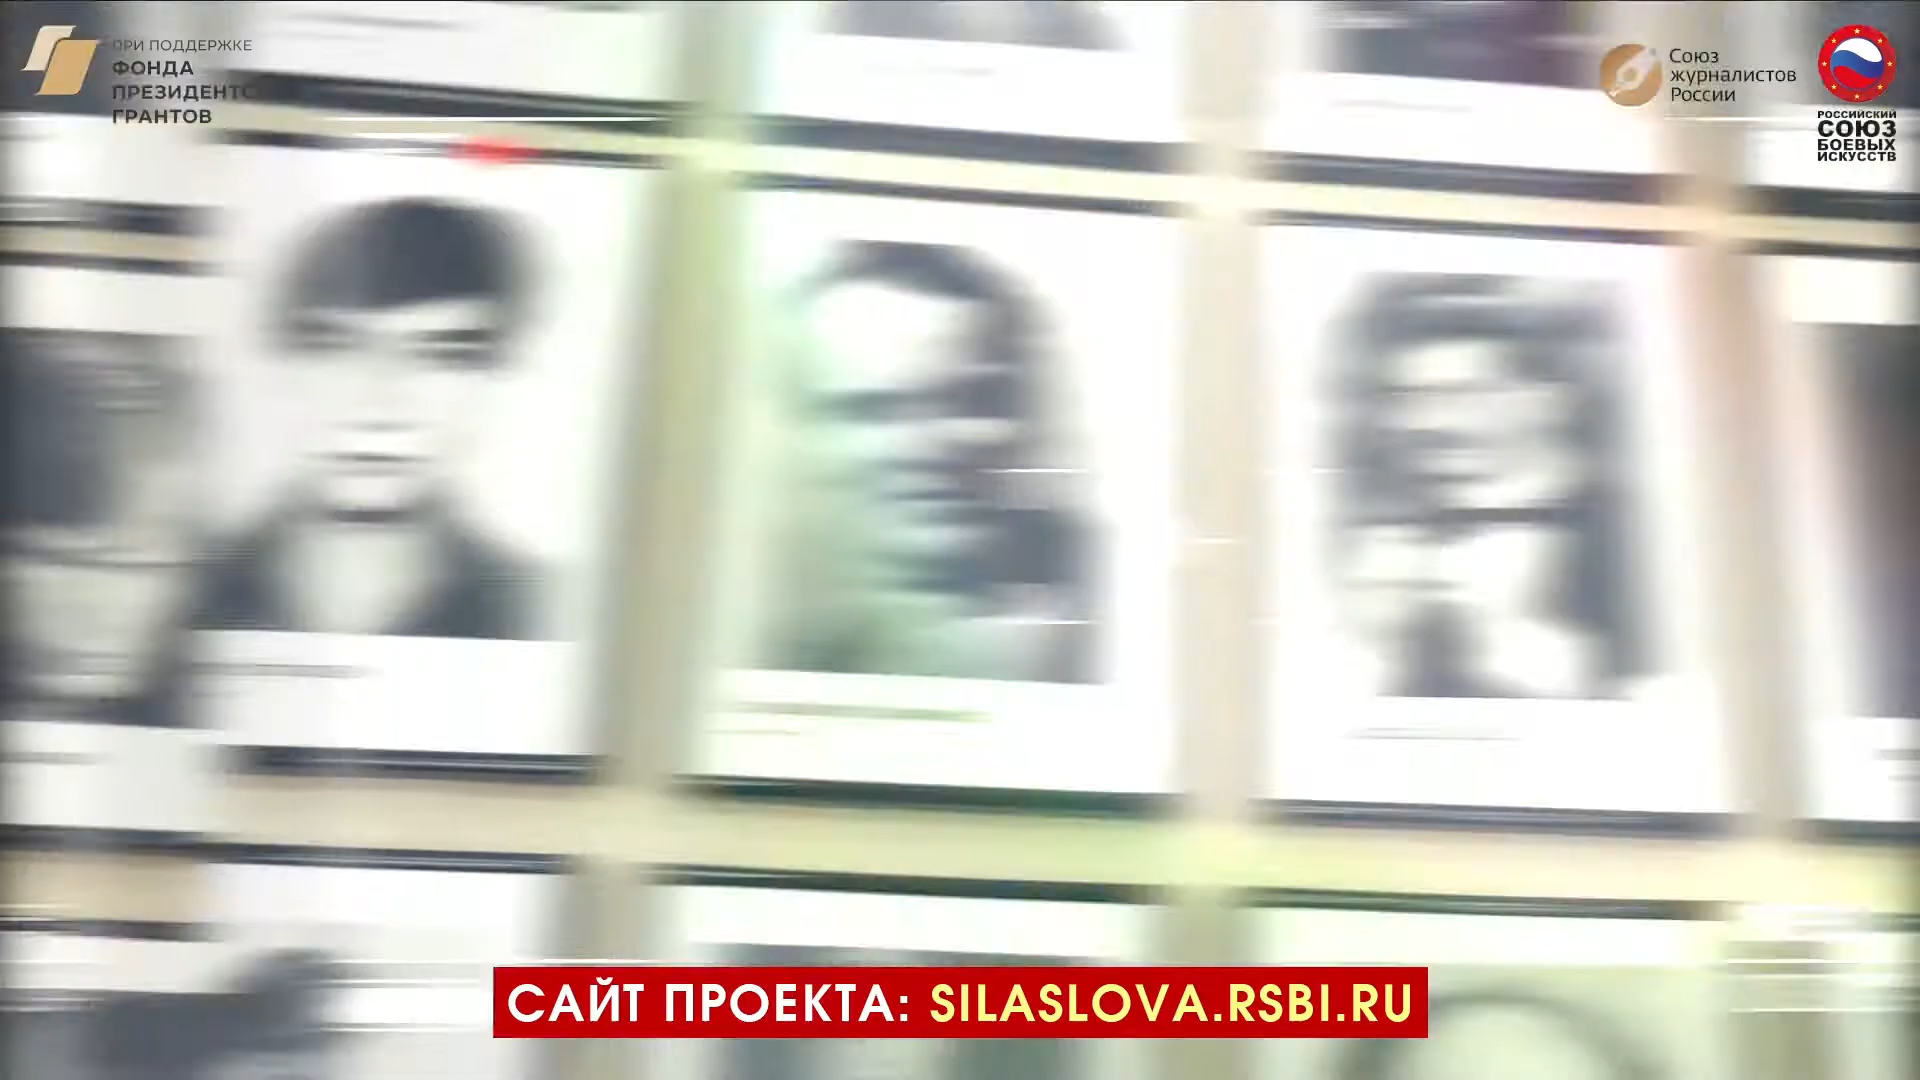 ПРИ ПОДДЕРЖКЕ
ФОНДА
ПРЕЗИДЕНТС
ГРАНТОВ
Союз
журналистов
России
РОССИЙСКИЙ
СОЮЗ
БОЕВЫХ
ИСКУССТВ
САЙТ ПРОЕКТА: SILASLOVA.RSBI.RU